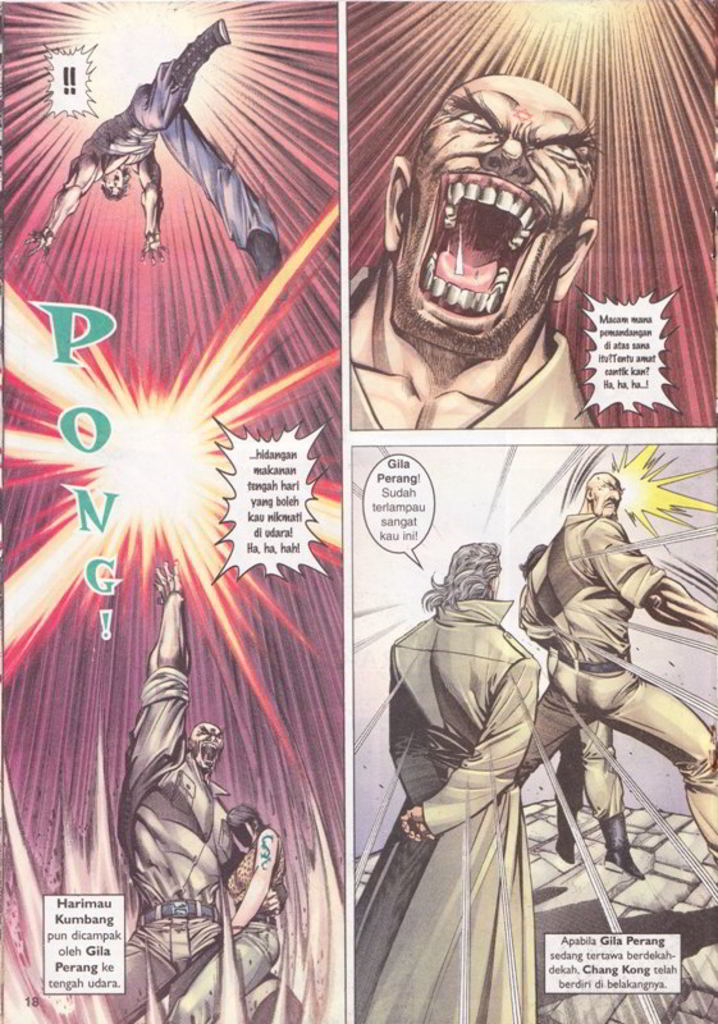 !!
PONG!
...hidangan
makanan
tengah hari
yang boleh
kau nikmati
di udara!
Ha, ha, hah!
Harimau
Kumbang
pun dicampak
oleh Gila
Perang ke
tengah udara.
18
Macam mana
pemandangan
di atas sana
itu?Tentu amat
cantik kan?
Ha, ha, ha...!
Gila
Perang!
Sudah
terlampau
sangat
kau ini!
Apabila Gila Perang
sedang tertawa berdekah-
dekah, Chang Kong telah
berdiri di belakangnya.